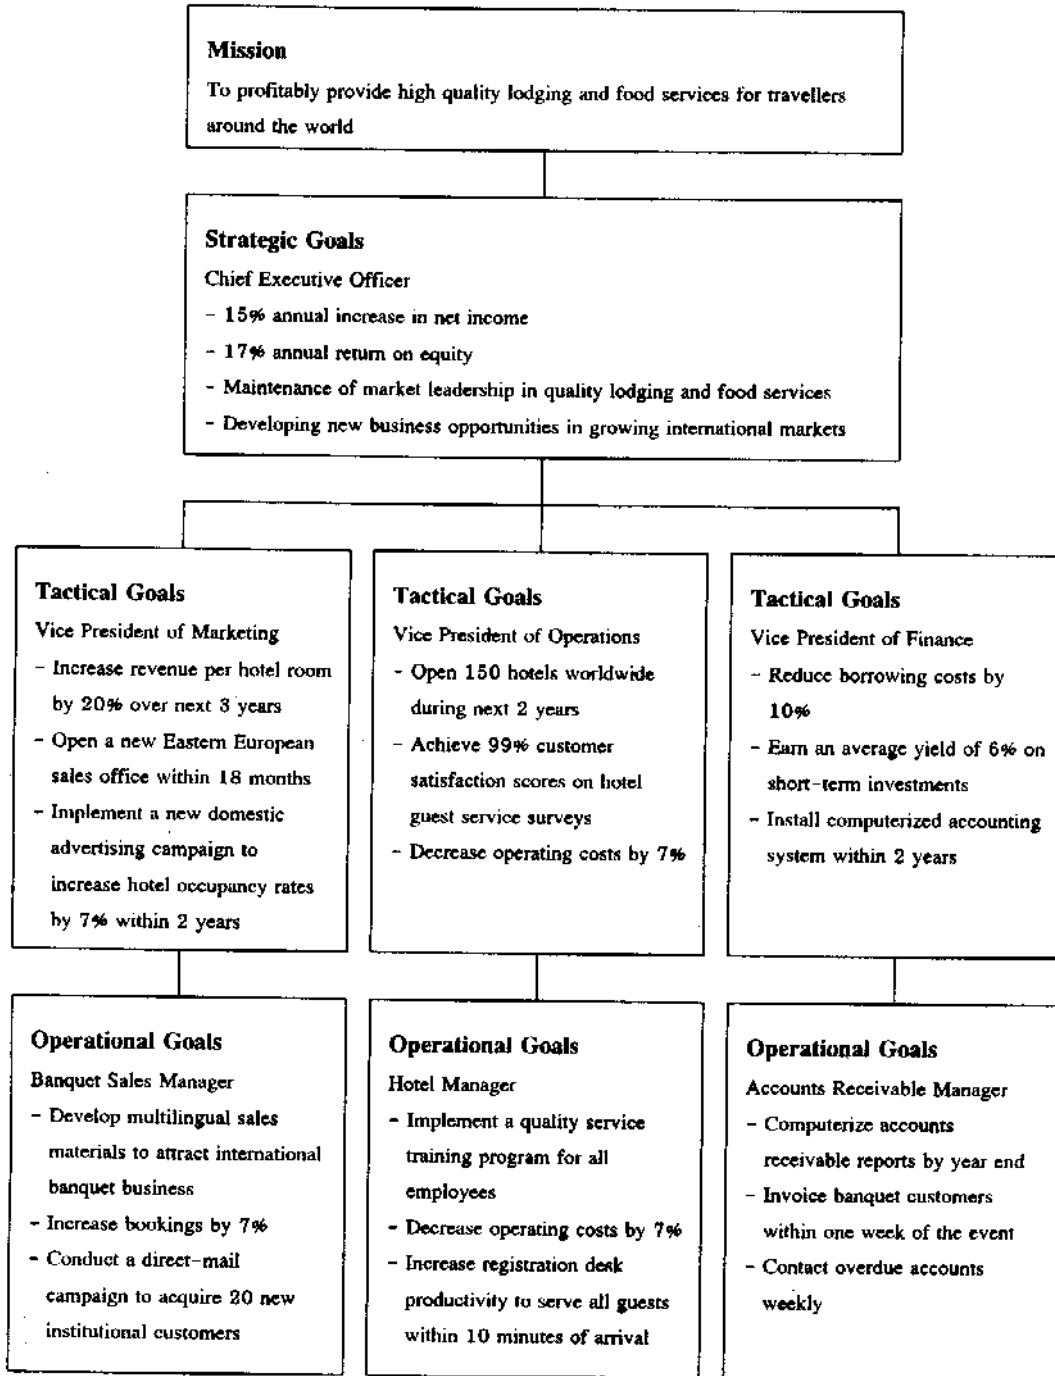 Mission
To profitably provide high quality lodging and food services for travellers
around the world
Strategic Goals
Chief Executive Officer
- 15% annual increase in net income
- 17% annual return on equity
- Maintenance of market leadership in quality lodging and food services
- Developing new business opportunities in growing international markets
Tactical Goals
Vice President of Marketing
- Increase revenue per hotel room
by 20% over next 3 years
- Open a new Eastern European
sales office within 18 months
- Implement a new domestic
advertising campaign to
increase hotel occupancy rates
by 7% within 2 years
Tactical Goals
Vice President of Operations
- Open 150 hotels worldwide
during next 2 years
- Achieve 99% customer
satisfaction scores on hotel
guest service surveys
- Decrease operating costs by 7%
Tactical Goals
Vice President of Finance
- Reduce borrowing costs by
10%
- Earn an average yield of 6% on
short-term investments
- Install computerized accounting
system within 2 years
Operational Goals
Banquet Sales Manager
- Develop multilingual sales
materials to attract international
banquet business
- Increase bookings by 7%
- Conduct a direct-mail
campaign to acquire 20 new
institutional customers
Operational Goals
Hotel Manager
- Implement a quality service
training program for all
employees
- Decrease operating costs by 7%
- Increase registration desk
productivity to serve all guests
within 10 minutes of arrival
Operational Goals
Accounts Receivable Manager
- Computerize accounts
receivable reports by year end
- Invoice banquet customers
within one week of the event
- Contact overdue accounts
weekly